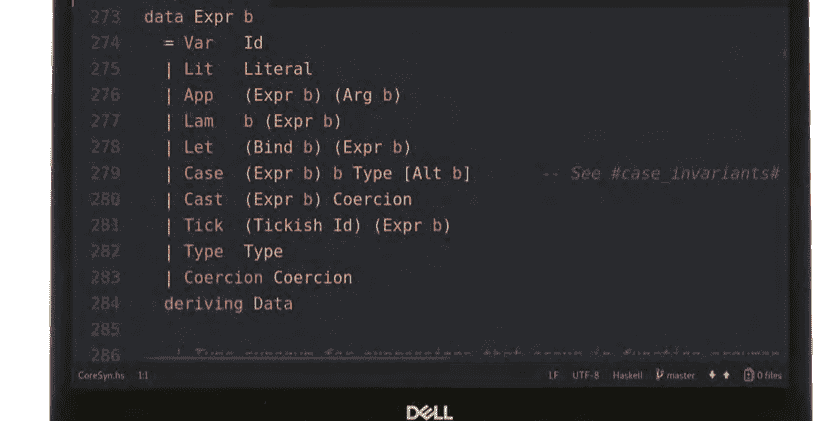 273 data Expr b
274 = Var Id
275 | Lit Literal
276 | App (Expr b) (Arg b)
277 | Lam b (Expr b)
278 | Let (Bind b) (Expr b)
279 | Case (Expr b) b Type [Alt b] -- See #case_invariants#
280 | Cast (Expr b) Coercion
281 | Tick (Tickish Id) (Expr b)
282 | Type Type
283 | Coercion Coercion
284 deriving Data
285
286
CoreSyn.hs 1:1 LF UTF-8 Haskell master 0 files
DELL